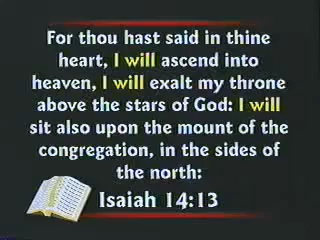 For thou hast said in thine
heart, I will ascend into
heaven, I will exalt my throne
above the stars of God: I will
sit also upon the mount of the
congregation, in the sides of
the north:
Isaiah 14:13